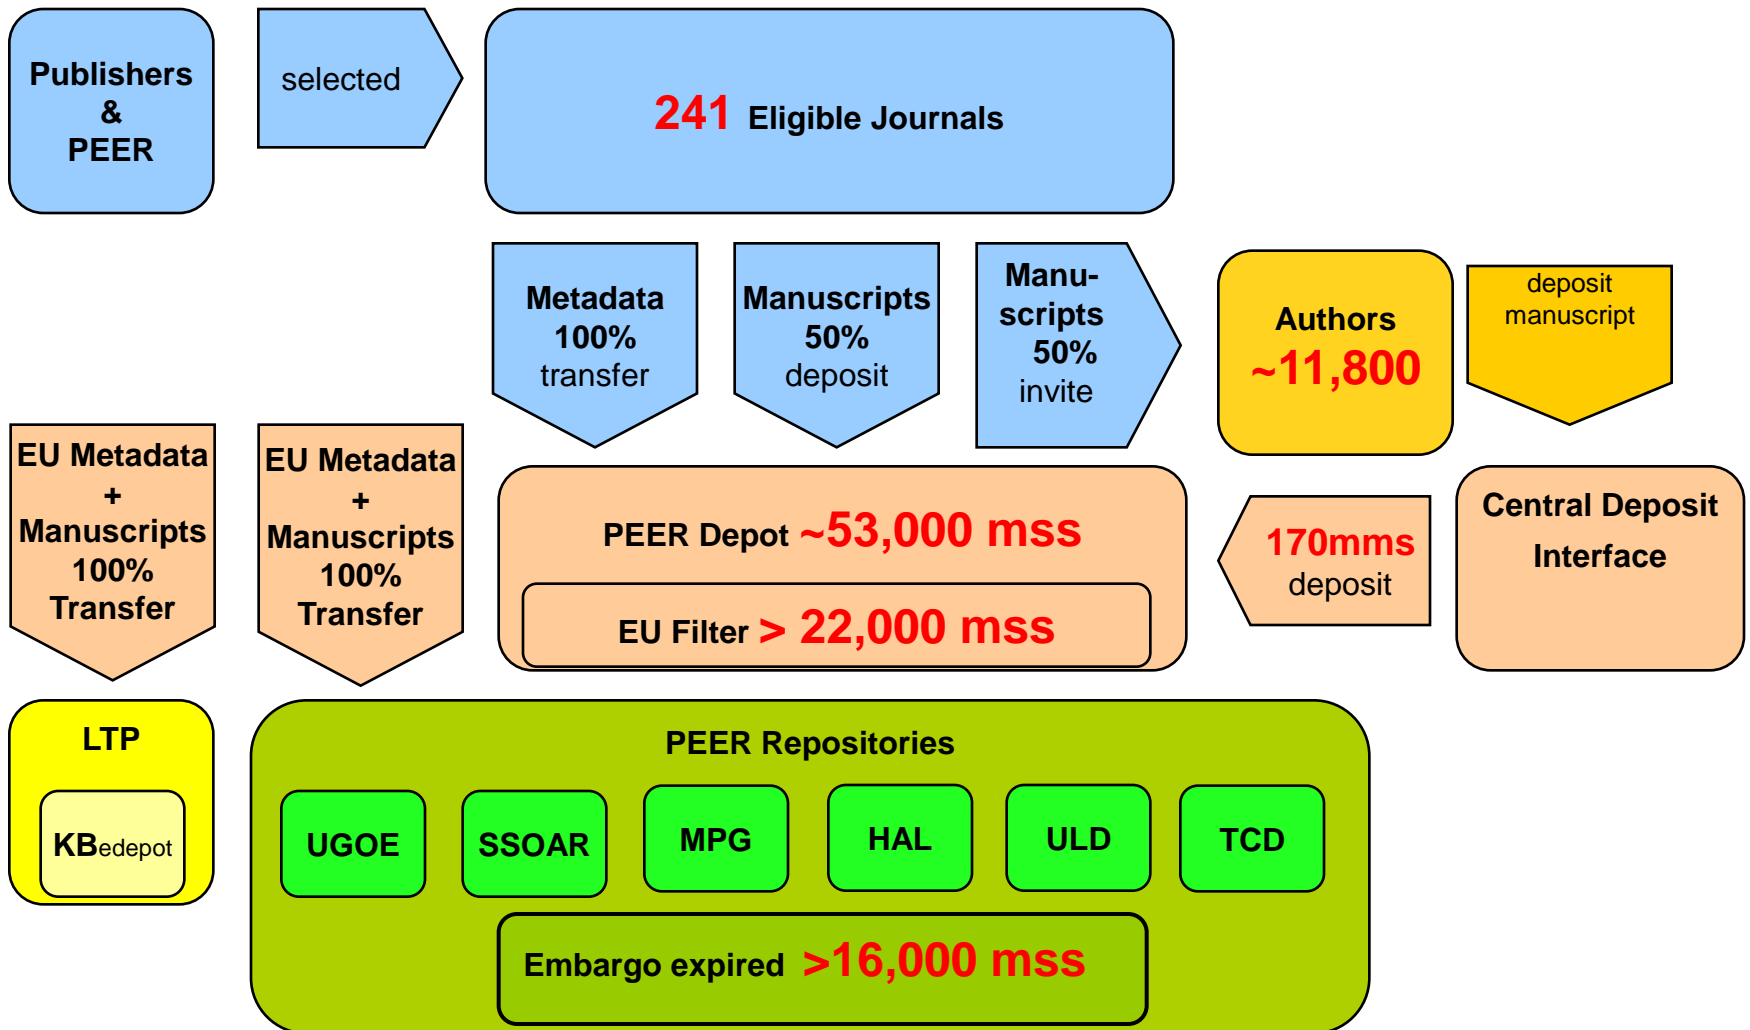 Publishers
&
PEER
selected
241 Eligible Journals
Metadata
100%
transfer
Manuscripts
50%
deposit
Manu-
scripts
50%
invite
Authors
~11,800
deposit
manuscript
EU Metadata
+
Manuscripts
100%
Transfer
EU Metadata
+
Manuscripts
100%
Transfer
PEER Depot ~53,000 mss
EU Filter > 22,000 mss
170mms
deposit
Central Deposit
Interface
LTP
KBedepot
PEER Repositories
UGOE
SSOAR
MPG
HAL
ULD
TCD
Embargo expired >16,000 mss